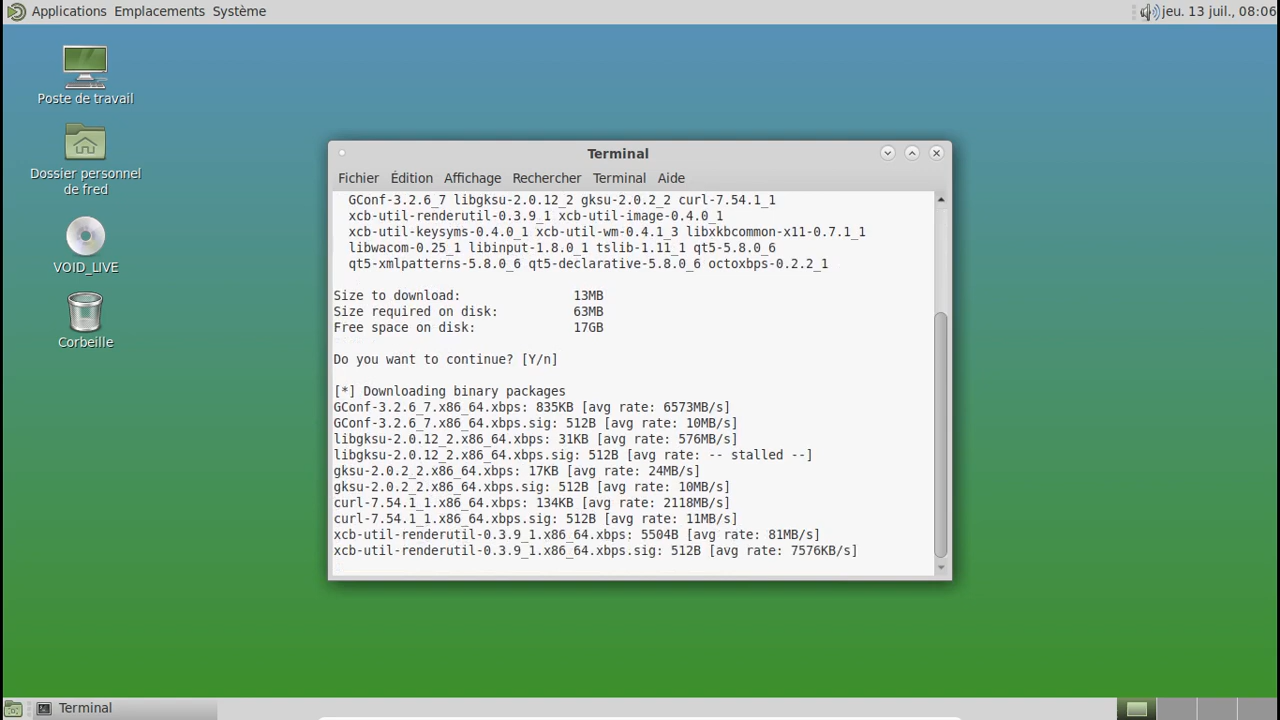 Applications Emplacements Système
jeu. 13 juil., 08:06
Poste de travail
Dossier personnel
de fred
VOID_LIVE
Corbeille
Terminal
Fichier Édition Affichage Rechercher Terminal Aide
GConf-3.2.6_7 libgksu-2.0.12_2 gksu-2.0.2_2 curl-7.54.1_1
xcb-util-renderutil-0.3.9_1 xcb-util-image-0.4.0_1
xcb-util-keysyms-0.4.0_1 xcb-util-wm-0.4.1_3 libxkbcommon-x11-0.7.1_1
libwacom-0.25_1 libinput-1.8.0_1 tslib-1.11_1 qt5-5.8.0_6
qt5-xmlpatterns-5.8.0_6 qt5-declarative-5.8.0_6 octoxbps-0.2.2_1
Size to download: 13MB
Size required on disk: 63MB
Free space on disk: 17GB
Do you want to continue? [Y/n]
[*] Downloading binary packages
GConf-3.2.6_7.x86_64.xbps: 835KB [avg rate: 6573MB/s]
GConf-3.2.6_7.x86_64.xbps.sig: 512B [avg rate: 10MB/s]
libgksu-2.0.12_2.x86_64.xbps: 31KB [avg rate: 576MB/s]
libgksu-2.0.12_2.x86_64.xbps.sig: 512B [avg rate: -- stalled --]
gksu-2.0.2_2.x86_64.xbps: 17KB [avg rate: 24MB/s]
gksu-2.0.2_2.x86_64.xbps.sig: 512B [avg rate: 10MB/s]
curl-7.54.1_1.x86_64.xbps: 134KB [avg rate: 2118MB/s]
curl-7.54.1_1.x86_64.xbps.sig: 512B [avg rate: 11MB/s]
xcb-util-renderutil-0.3.9_1.x86_64.xbps: 5504B [avg rate: 81MB/s]
xcb-util-renderutil-0.3.9_1.x86_64.xbps.sig: 512B [avg rate: 7576KB/s]
Terminal